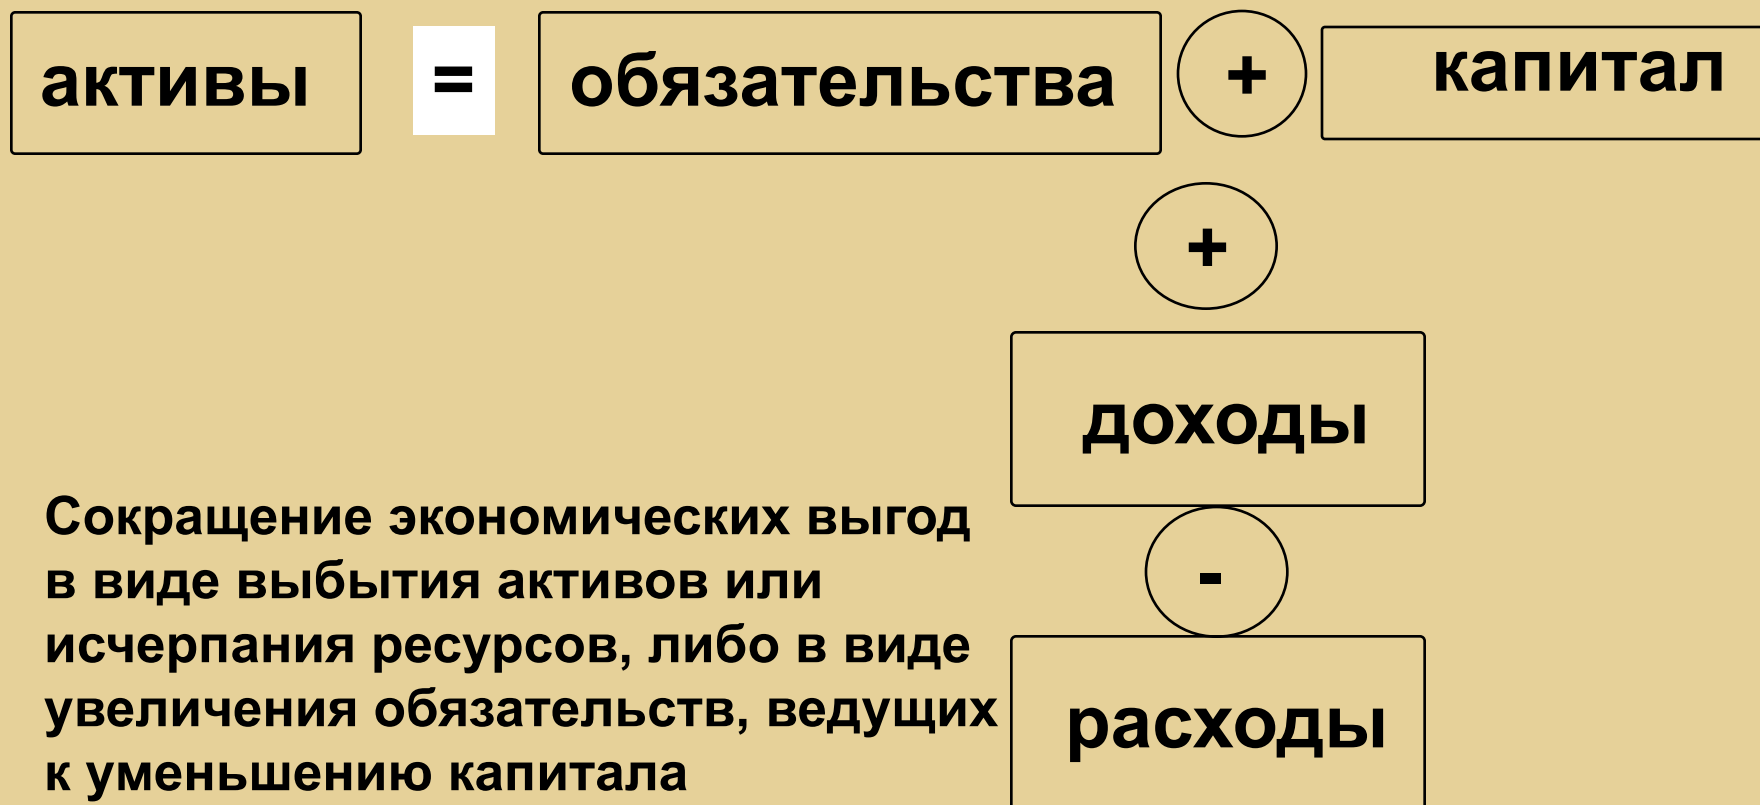 активы = обязательства + капитал
+
доходы
-
расходы
Сокращение экономических выгод
в виде выбытия активов или
исчерпания ресурсов, либо в виде
увеличения обязательств, ведущих
к уменьшению капитала